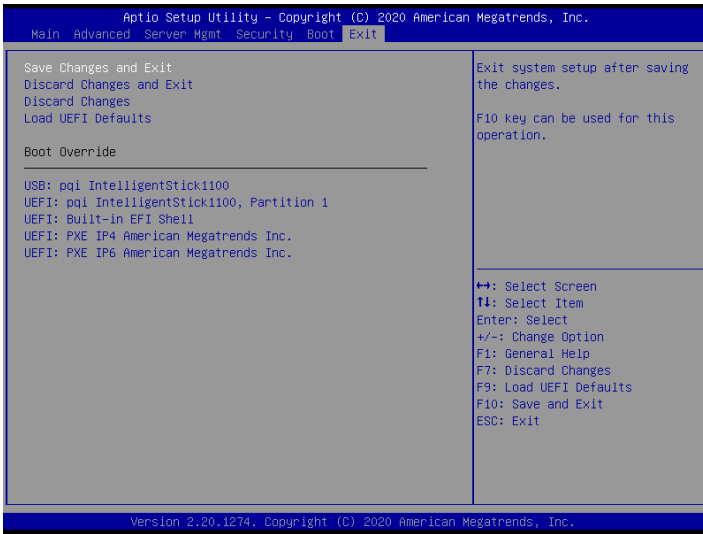 Aptio Setup Utility – Copyright (C) 2020 American Megatrends, Inc.
Main Advanced Server Mgmt Security Boot Exit
Save Changes and Exit
Discard Changes and Exit
Discard Changes
Load UEFI Defaults
Boot Override
USB: pqi IntelligentStick1100
UEFI: pqi IntelligentStick1100, Partition 1
UEFI: Built-in EFI Shell
UEFI: PXE IP4 American Megatrends Inc.
UEFI: PXE IP6 American Megatrends Inc.
Exit system setup after saving
the changes.
F10 key can be used for this
operation.
↔: Select Screen
↑↓: Select Item
Enter: Select
+/-: Change Option
F1: General Help
F7: Discard Changes
F9: Load UEFI Defaults
F10: Save and Exit
ESC: Exit
Version 2.20.1274. Copyright (C) 2020 American Megatrends, Inc.